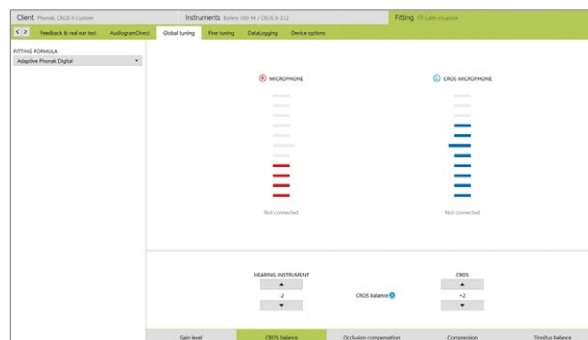 Client Phonak, CROS II Custom
Instruments Bolero V90-M / CROS II-312
Fitting Calm situation
< > Feedback & real ear test AudiogramDirect Global tuning Fine tuning DataLogging Device options
FITTING FORMULA
Adaptive Phonak Digital
R MICROPHONE L CROS MICROPHONE
Not connected Not connected
HEARING INSTRUMENT CROS
-2 CROS balance +2
Gain level CROS balance Occlusion compensation Compression Tinnitus balance